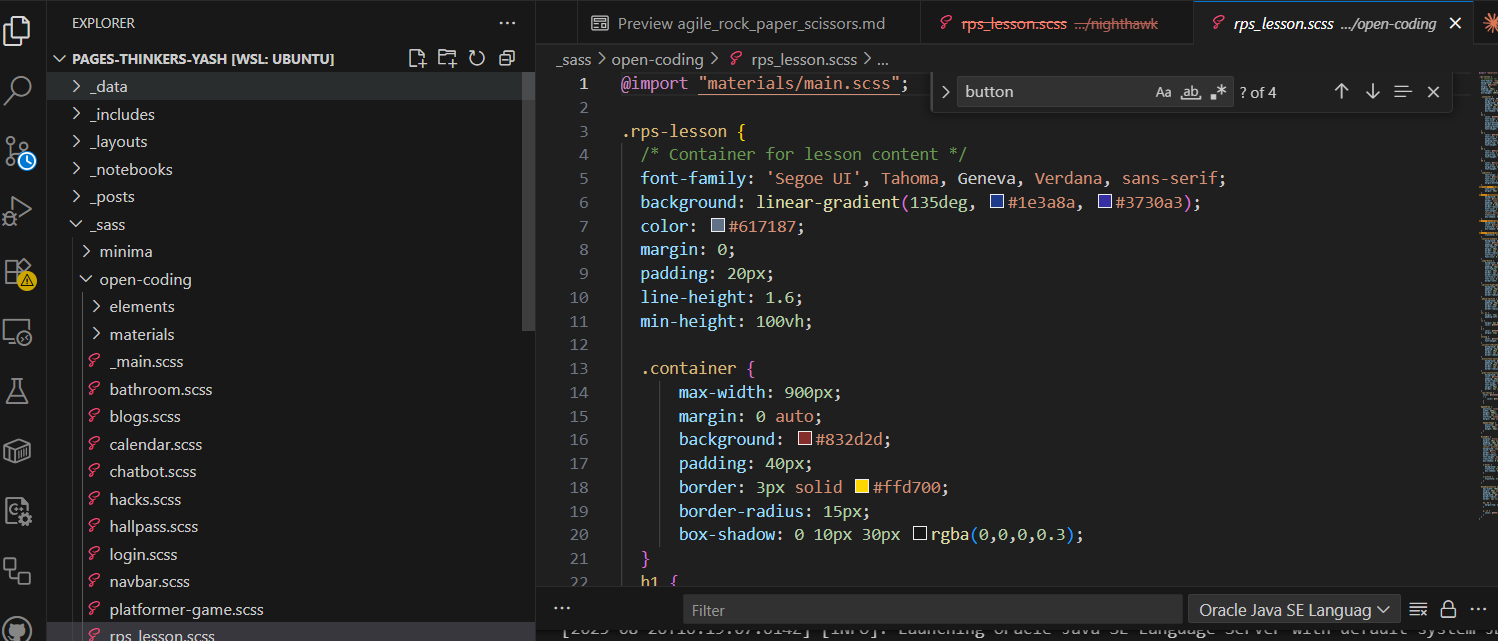 EXPLORER
PAGES-THINKERS-YASH [WSL: UBUNTU]
_data
_includes
_layouts
_notebooks
_posts
_sass
minima
open-coding
elements
materials
_main.scss
bathroom.scss
blogs.scss
calendar.scss
chatbot.scss
hacks.scss
hallpass.scss
login.scss
navbar.scss
platformer-game.scss
rps_lesson.scss
Preview agile_rock_paper_scissors.md
rps_lesson.scss .../nighthawk
rps_lesson.scss .../open-coding
_sass > open-coding > rps_lesson.scss > ...
button
Aa ab ? of 4
1 @import "materials/main.scss";
2
3 .rps-lesson {
4 /* Container for lesson content */
5 font-family: 'Segoe UI', Tahoma, Geneva, Verdana, sans-serif;
6 background: linear-gradient(135deg, #1e3a8a, #3730a3);
7 color: #617187;
8 margin: 0;
9 padding: 20px;
10 line-height: 1.6;
11 min-height: 100vh;
12
13 .container {
14 max-width: 900px;
15 margin: 0 auto;
16 background: #832d2d;
17 padding: 40px;
18 border: 3px solid #ffd700;
19 border-radius: 15px;
20 box-shadow: 0 10px 30px rgba(0,0,0,0.3);
21 }
22 h1 {
Filter
Oracle Java SE Languag
[INFO]: Launching Oracle Java SE Language Server with default system